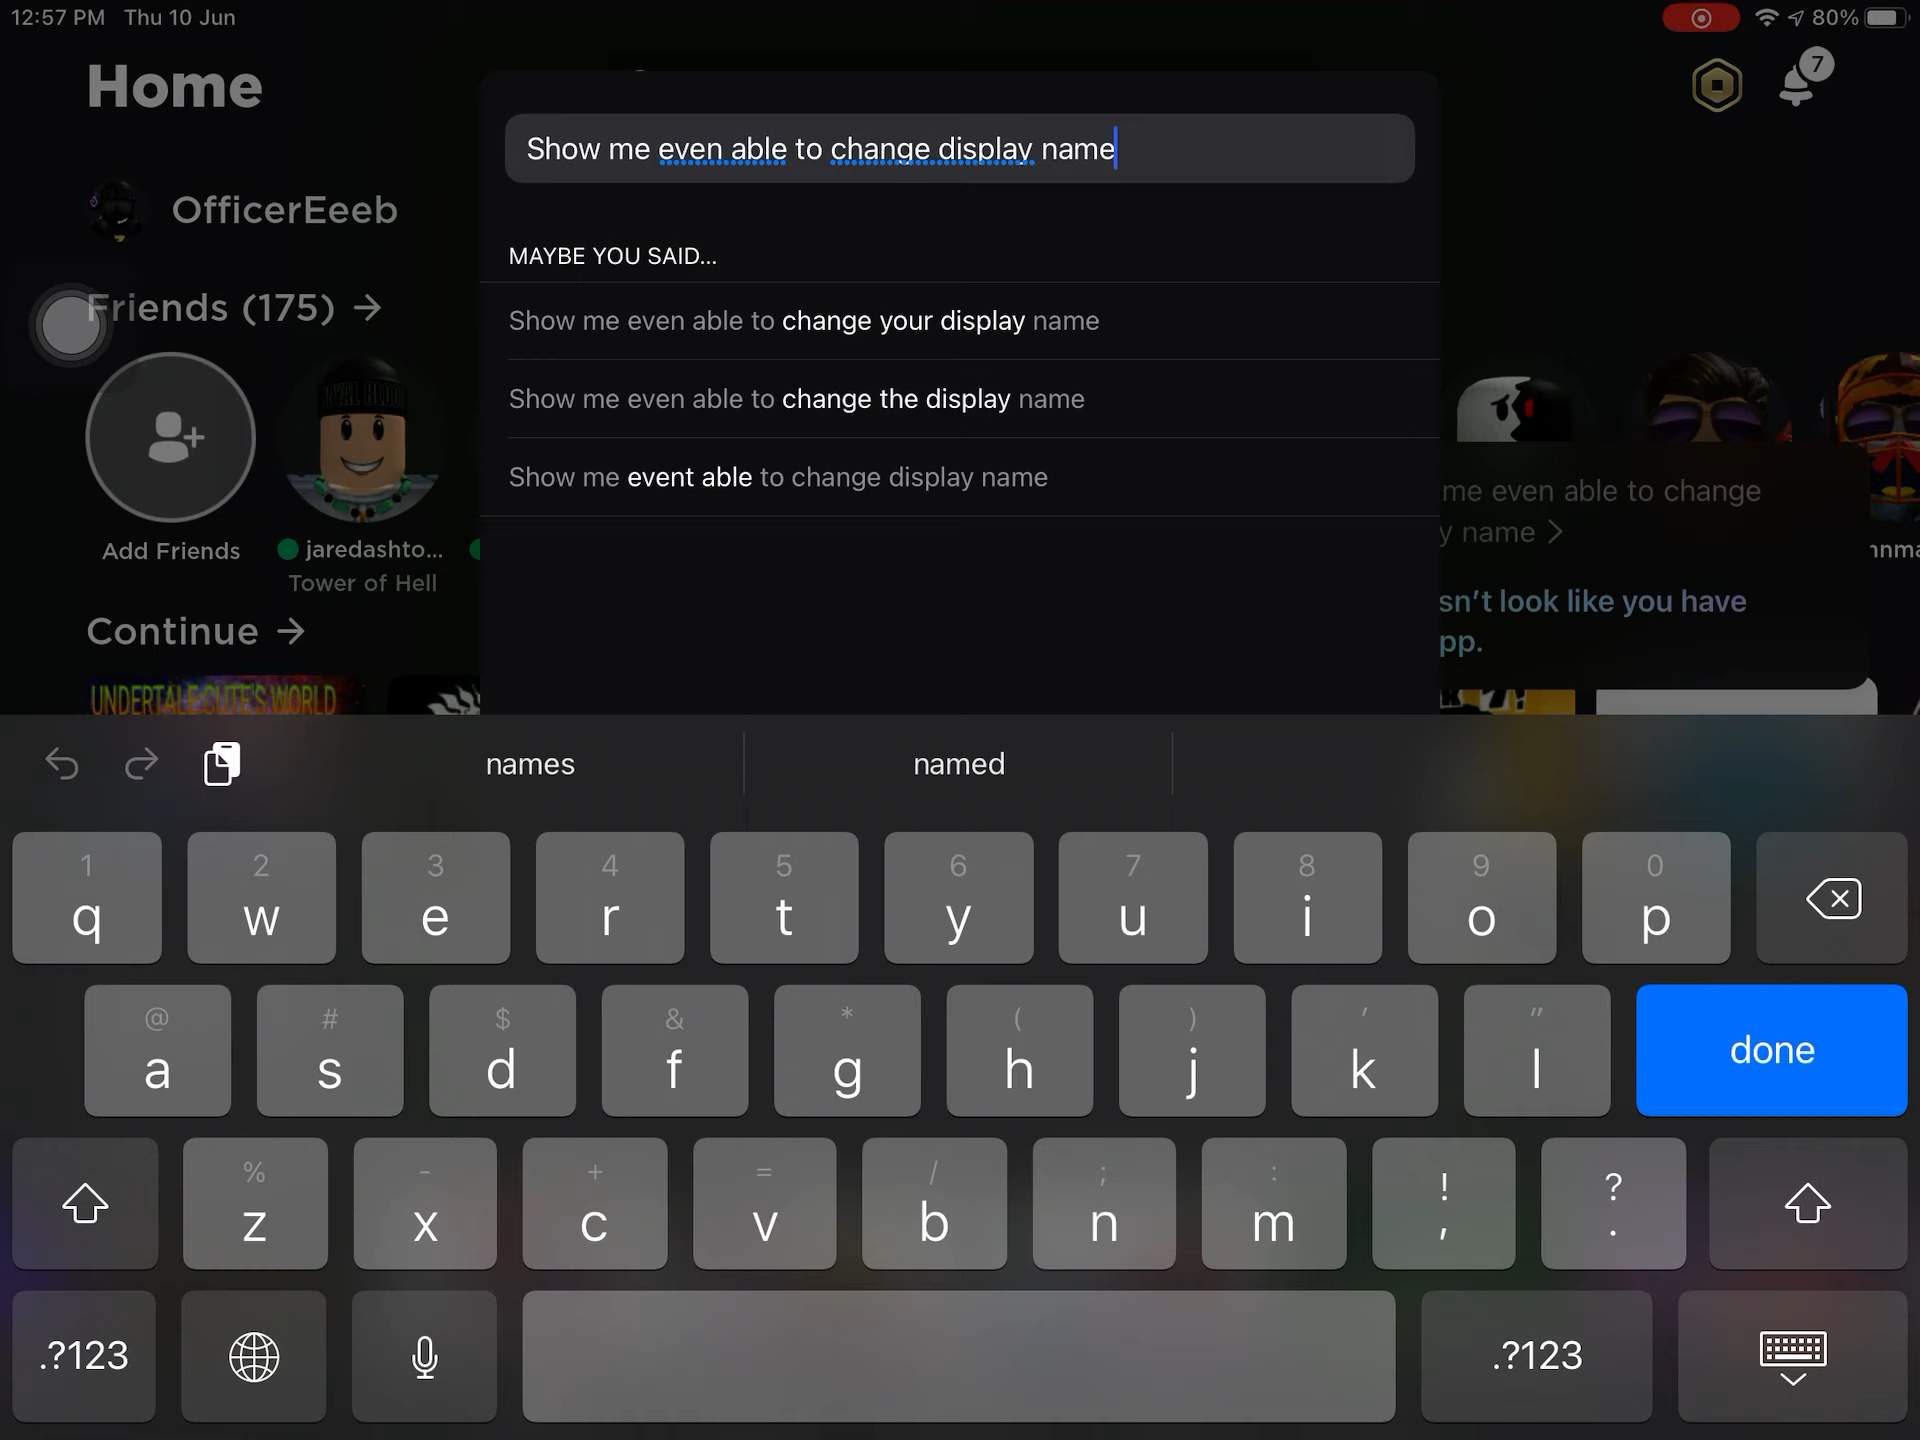 12:57 PM Thu 10 Jun
80%
Home
7
Show me even able to change display name
OfficerEeeb
MAYBE YOU SAID...
Friends (175)
Show me even able to change your display name
Show me even able to change the display name
Show me event able to change display name
me even able to change
y name
Add Friends
jaredashto...
Tower of Hell
sn't look like you have
pp.
Continue
UNDERTALE CUTE'S WORLD
names
named
1 2 3 4 5 6 7 8 9 0
q w e r t y u i o p
@ # $ & * ( ) ' "
a s d f g h j k l
done
% - + = / ; : ! ?
z x c v b n m , .
.?123
.?123